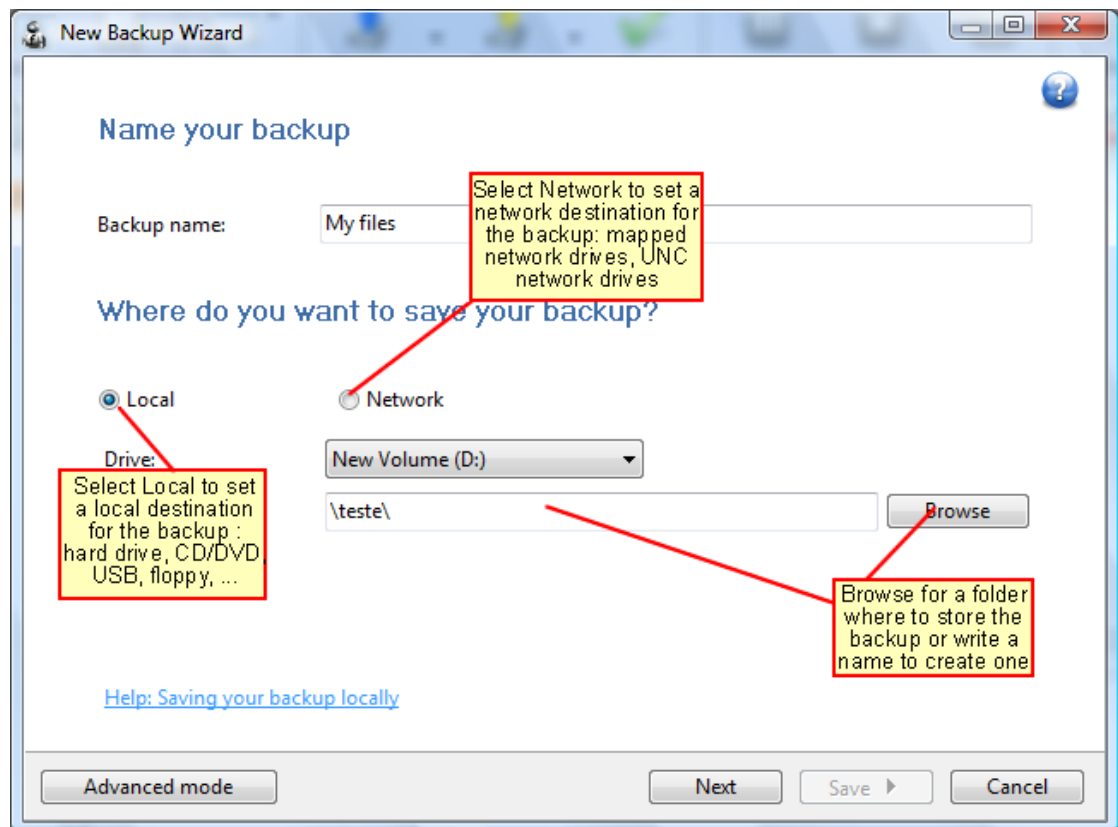 New Backup Wizard
Name your backup
Select Network to set a
network destination for
the backup: mapped
network drives, UNC
network drives
Backup name:
My files
Where do you want to save your backup?
Local
Network
Drive:
New Volume (D:)
Select Local to set
a local destination
for the backup :
hard drive, CD/DVD,
USB, floppy, ...
\teste\
Browse
Browse for a folder
where to store the
backup or write a
name to create one
Help: Saving your backup locally
Advanced mode
Next
Save
Cancel